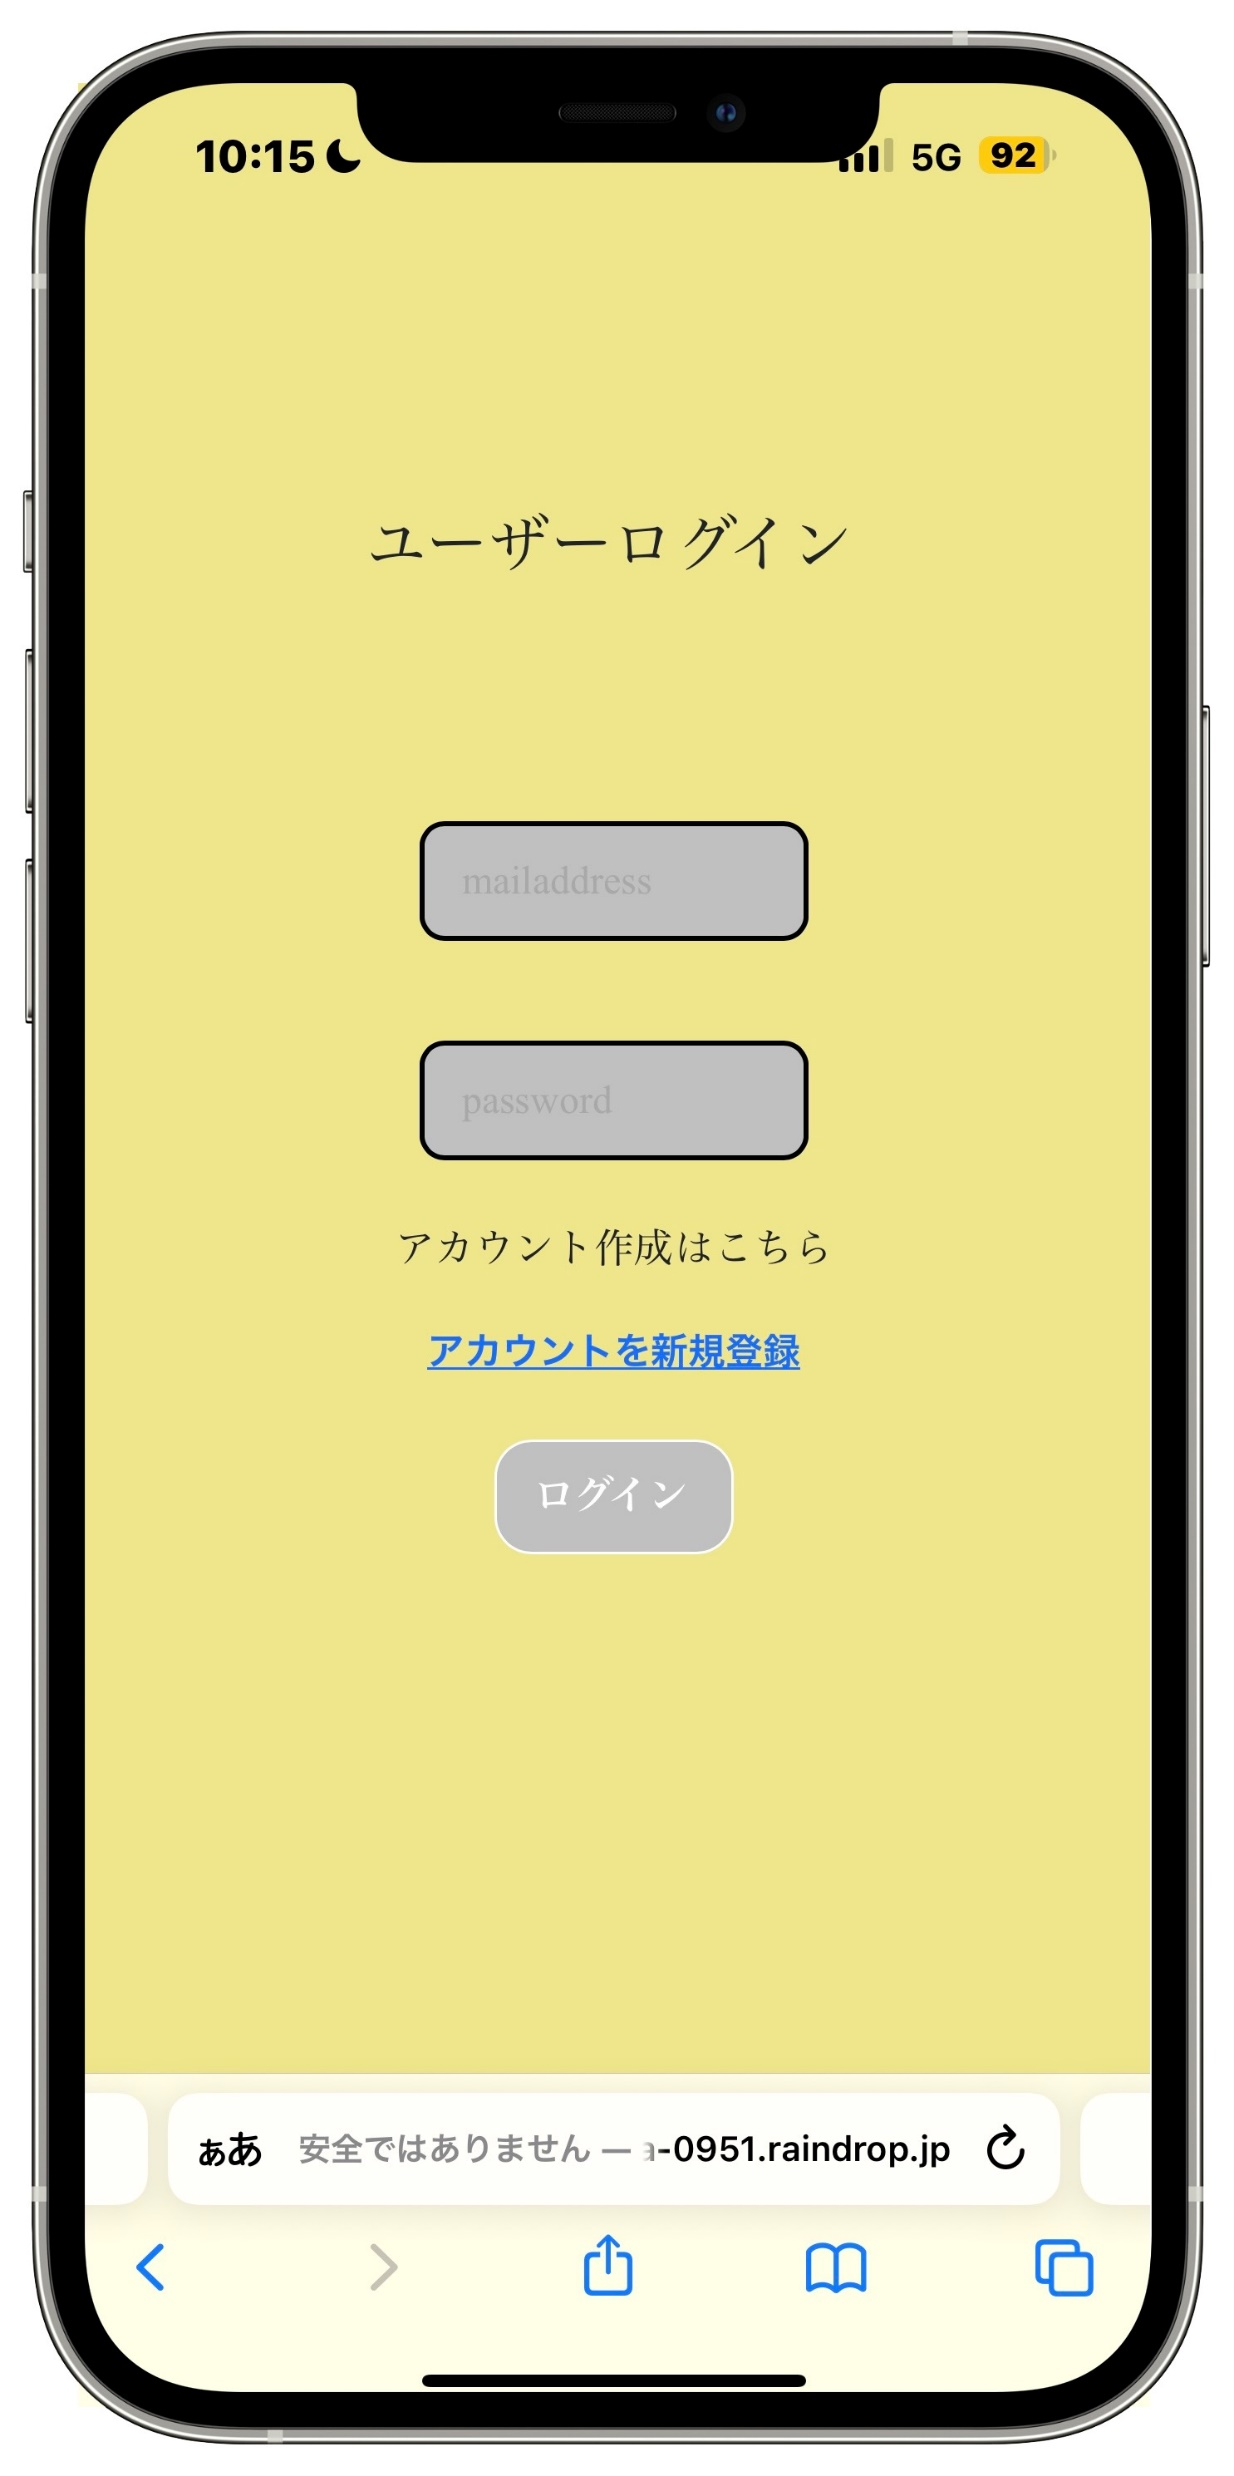 10:15
5G 92
ユーザーログイン
mailaddress
password
アカウント作成はこちら
アカウントを新規登録
ログイン
ぁあ 安全ではありません — -0951.raindrop.jp